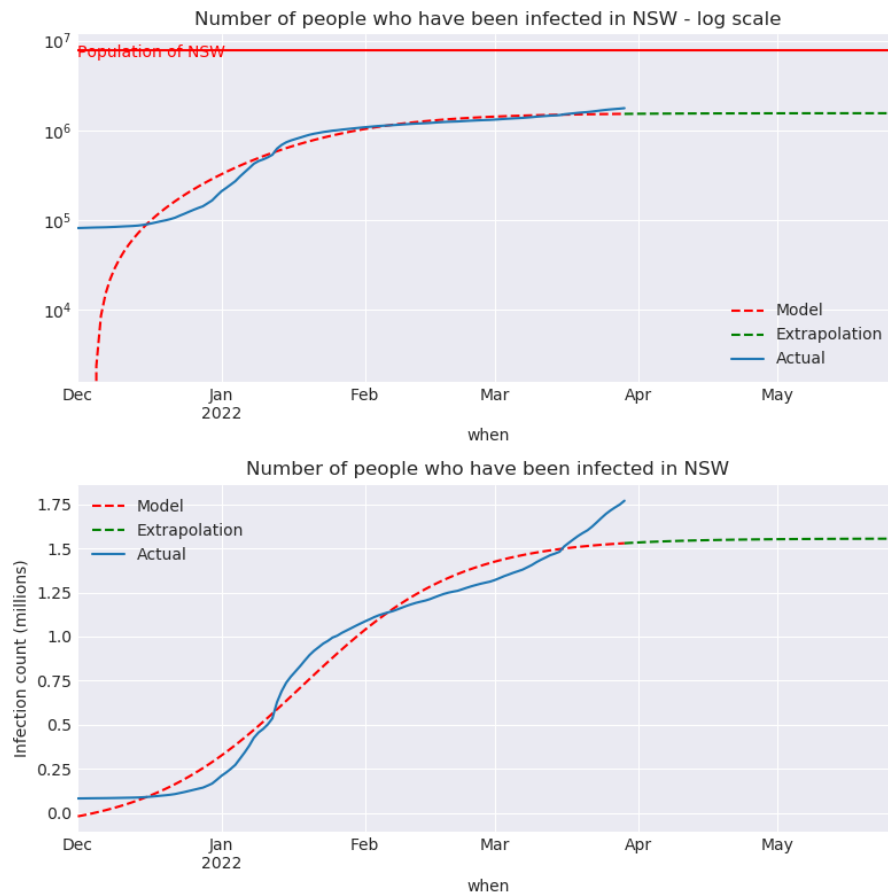 Number of people who have been infected in NSW - log scale
10⁷
Population of NSW
10⁶
10⁵
10⁴
Model
Extrapolation
Actual
Dec Jan Feb Mar Apr May
2022
when
Number of people who have been infected in NSW
Model
Extrapolation
Actual
Infection count (millions)
1.75
1.5
1.25
1.0
0.75
0.5
0.25
0.0
Dec Jan Feb Mar Apr May
2022
when